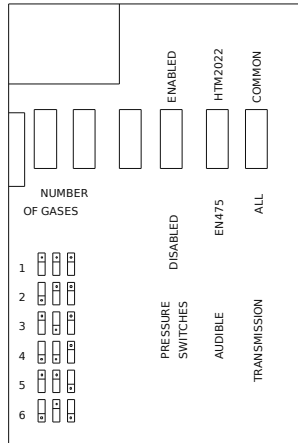 ENABLED
HTM2022
COMMON
NUMBER
OF GASES
DISABLED
EN475
ALL
1
2
3
4
5
6
PRESSURE
SWITCHES
AUDIBLE
TRANSMISSION